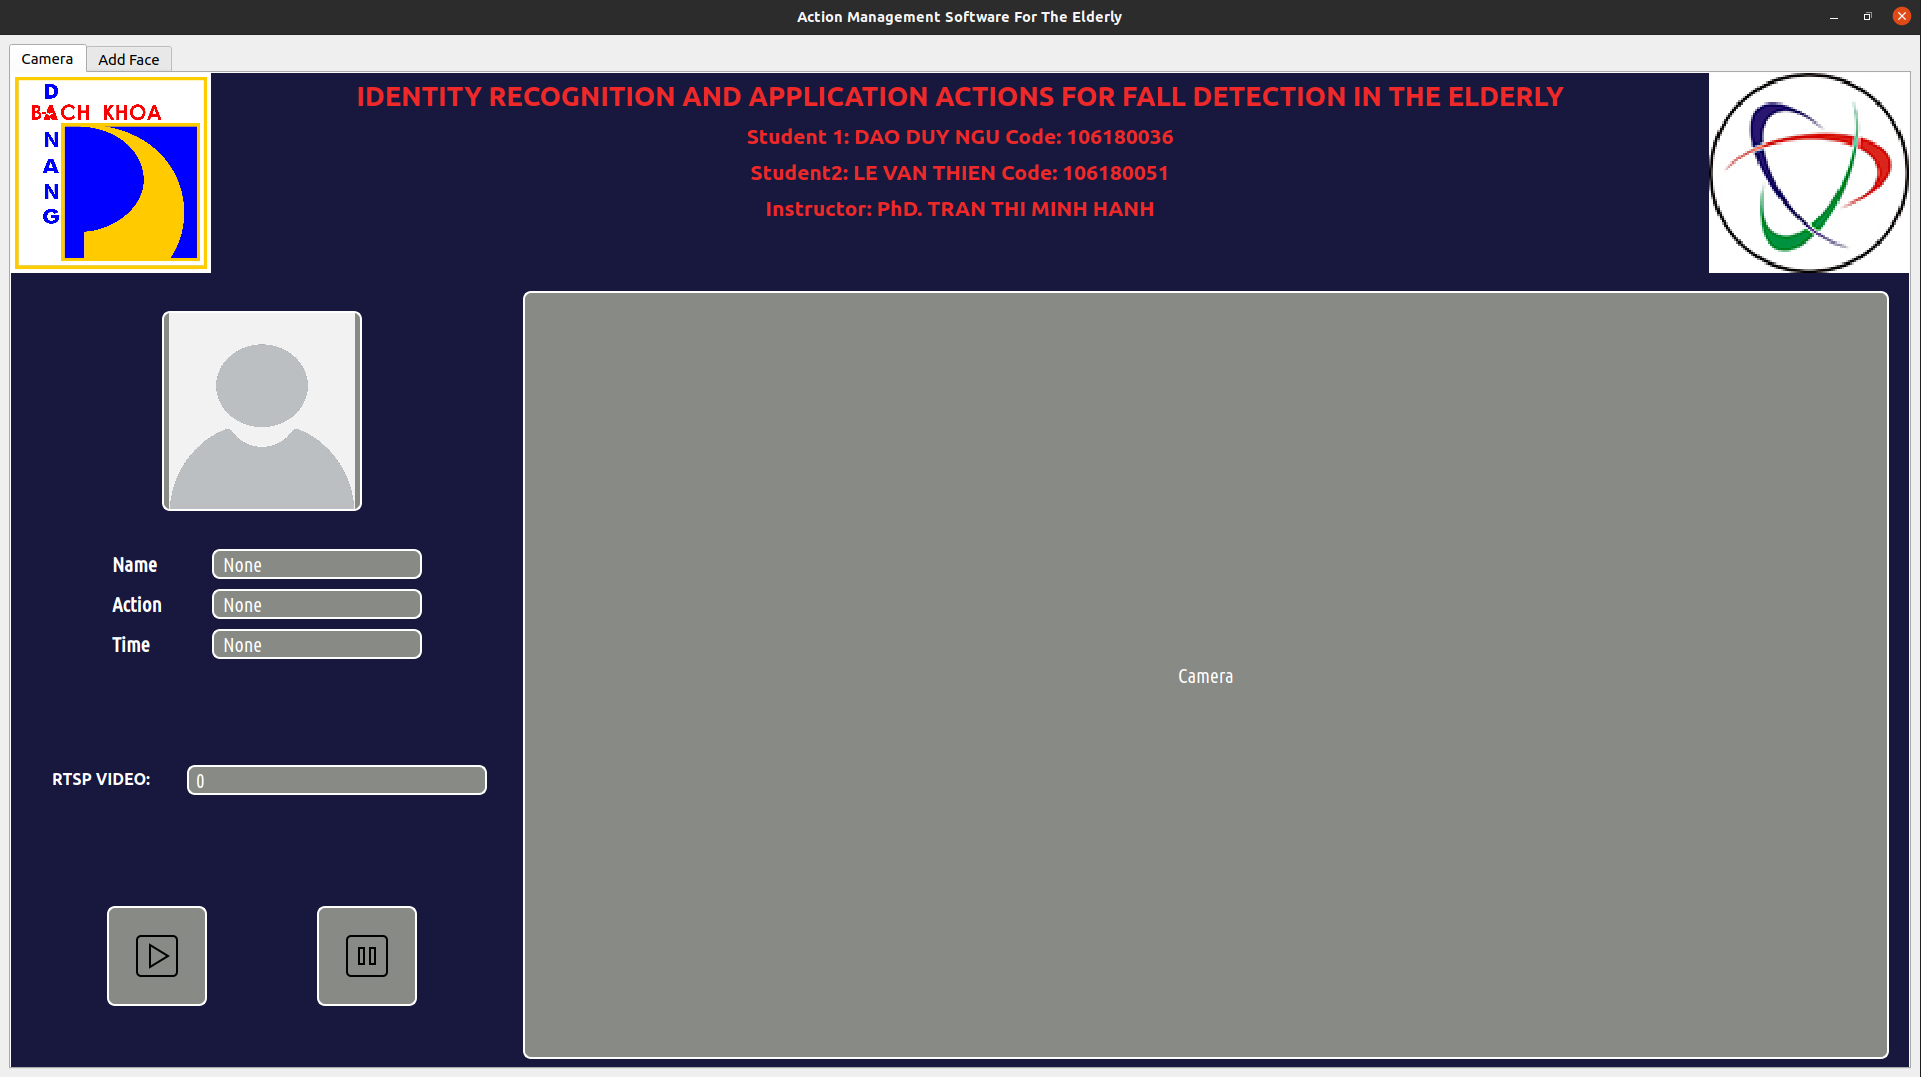 Action Management Software For The Elderly
Camera
Add Face
D
BACH KHOA
N
A
N
G
IDENTITY RECOGNITION AND APPLICATION ACTIONS FOR FALL DETECTION IN THE ELDERLY
Student 1: DAO DUY NGU Code: 106180036
Student2: LE VAN THIEN Code: 106180051
Instructor: PhD. TRAN THI MINH HANH
Name None
Action None
Time None
Camera
RTSP VIDEO: 0